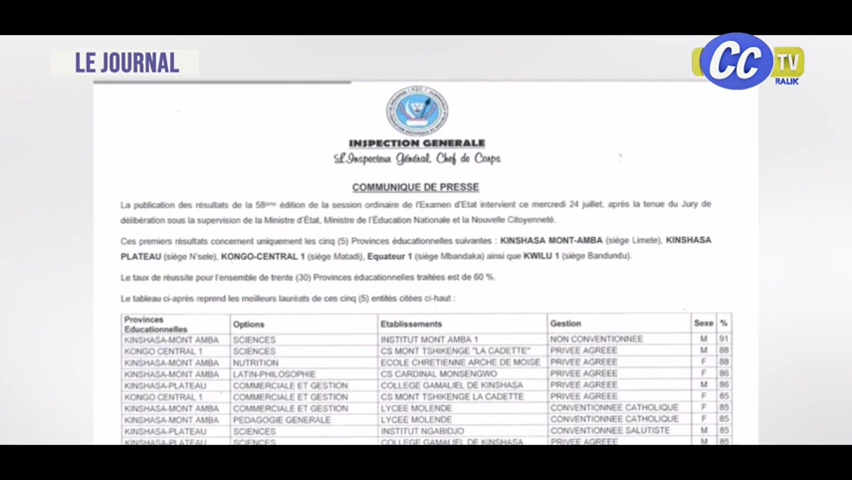 LE JOURNAL
CC TV
RALIK
INSPECTION GENERALE
L'Inspecteur Général, Chef de Corps
COMMUNIQUE DE PRESSE
La publication des résultats de la 58ème édition de la session ordinaire de l'Examen d'Etat intervient ce mercredi 24 juillet, après la tenue du Jury de
délibération sous la supervision de la Ministre d'État, Ministre de l'Éducation Nationale et la Nouvelle Citoyenneté.
Ces premiers résultats concernent uniquement les cinq (5) Provinces éducationnelles suivantes : KINSHASA MONT-AMBA (siège Limete), KINSHASA
PLATEAU (siège N'sele), KONGO-CENTRAL 1 (siège Matadi), Equateur 1 (siège Mbandaka) ainsi que KWILU 1 (siège Bandundu).
Le taux de réussite pour l'ensemble de trente (30) Provinces éducationnelles traitées est de 60 %.
Le tableau ci-après reprend les meilleurs lauréats de ces cinq (5) entités citées ci-haut :
Provinces Educationnelles Options Etablissements Gestion Sexe %
KINSHASA-MONT AMBA SCIENCES INSTITUT MONT AMBA 1 NON CONVENTIONNEE M 91
KONGO CENTRAL 1 SCIENCES CS MONT TSHIKENGE "LA CADETTE" PRIVEE AGREEE M 88
KINSHASA-MONT AMBA NUTRITION ECOLE CHRETIENNE ARCHE DE MOISE PRIVEE AGREEE F 88
KINSHASA-MONT AMBA LATIN-PHILOSOPHIE CS CARDINAL MONSENGWO PRIVEE AGREEE F 86
KINSHASA-PLATEAU COMMERCIALE ET GESTION COLLEGE GAMALIEL DE KINSHASA PRIVEE AGREEE M 86
KONGO CENTRAL 1 COMMERCIALE ET GESTION CS MONT TSHIKENGE LA CADETTE PRIVEE AGREEE F 85
KINSHASA-MONT AMBA COMMERCIALE ET GESTION LYCEE MOLENDE CONVENTIONNEE CATHOLIQUE F 85
KINSHASA-MONT AMBA PEDAGOGIE GENERALE LYCEE MOLENDE CONVENTIONNEE CATHOLIQUE F 85
KINSHASA-PLATEAU SCIENCES INSTITUT NGABIDJO CONVENTIONNEE SALUTISTE M 85
KINSHASA-PLATEAU SCIENCES COLLEGE GAMALIEL DE KINSHASA PRIVEE AGREEE M 85